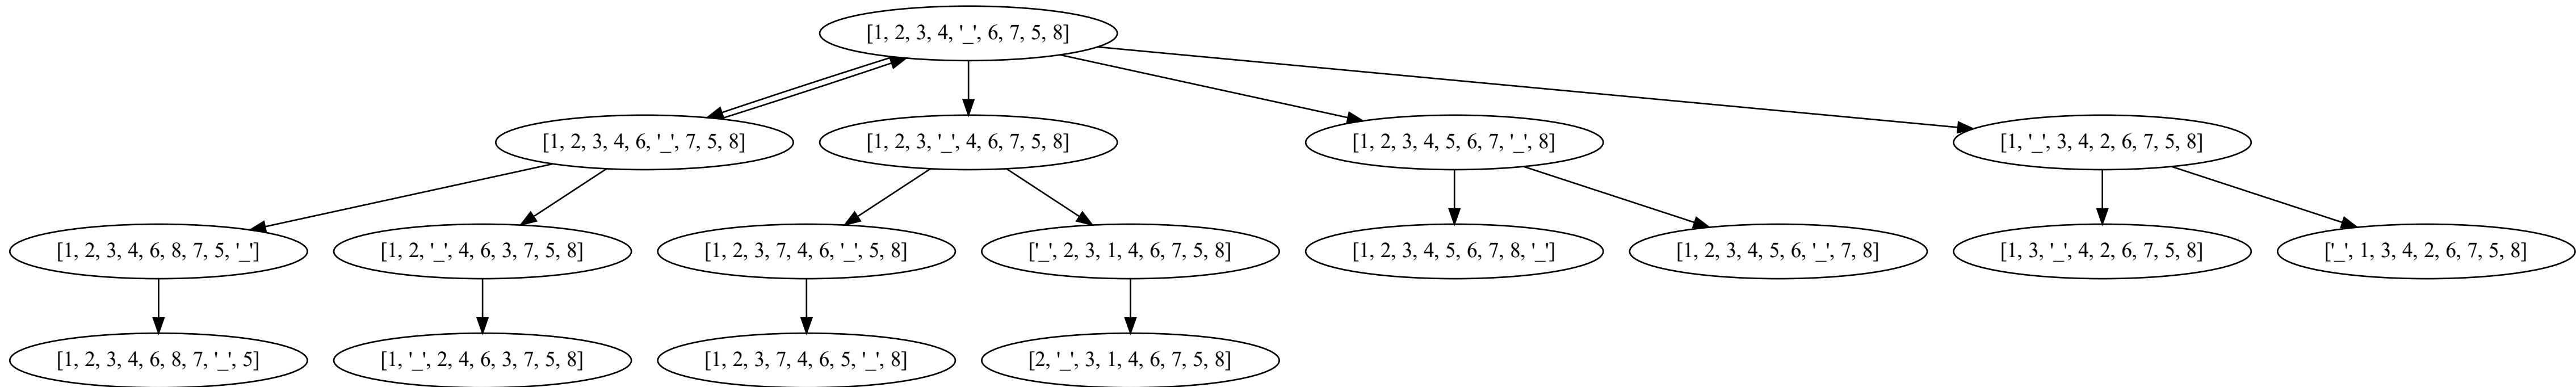 [1, 2, 3, 4, '_', 6, 7, 5, 8]
[1, 2, 3, 4, 6, '_', 7, 5, 8]
[1, 2, 3, '_', 4, 6, 7, 5, 8]
[1, 2, 3, 4, 5, 6, 7, '_', 8]
[1, '_', 3, 4, 2, 6, 7, 5, 8]
[1, 2, 3, 4, 6, 8, 7, 5, '_']
[1, 2, '_', 4, 6, 3, 7, 5, 8]
[1, 2, 3, 7, 4, 6, '_', 5, 8]
['_', 2, 3, 1, 4, 6, 7, 5, 8]
[1, 2, 3, 4, 5, 6, 7, 8, '_']
[1, 2, 3, 4, 5, 6, '_', 7, 8]
[1, 3, '_', 4, 2, 6, 7, 5, 8]
['_', 1, 3, 4, 2, 6, 7, 5, 8]
[1, 2, 3, 4, 6, 8, 7, '_', 5]
[1, '_', 2, 4, 6, 3, 7, 5, 8]
[1, 2, 3, 7, 4, 6, 5, '_', 8]
[2, '_', 3, 1, 4, 6, 7, 5, 8]